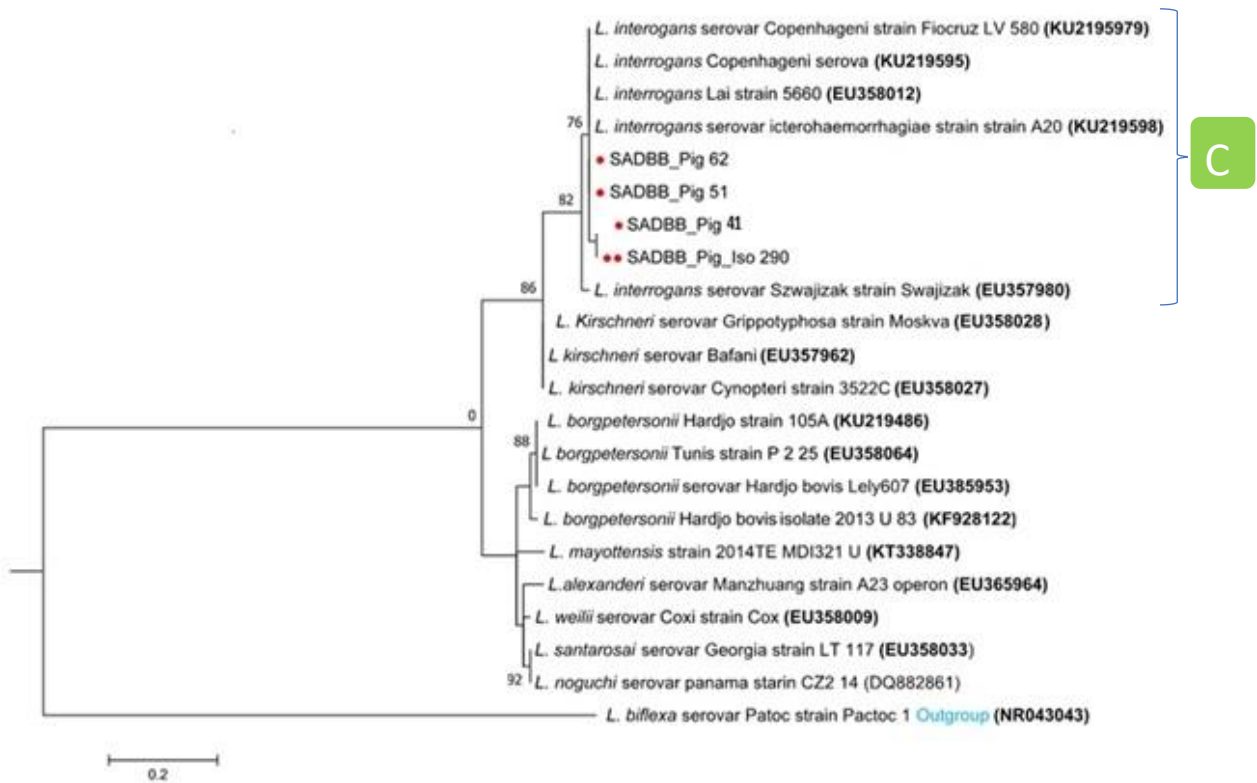 L. interogans serovar Copenhageni strain Fiocruz LV 580 (KU2195979)
L. interrogans Copenhageni serova (KU219595)
L. interrogans Lai strain 5660 (EU358012)
76
L. interrogans serovar icterohaemorrhagiae strain strain A20 (KU219598)
C
SADBB_Pig 62
SADBB_Pig 51
82
SADBB_Pig 41
SADBB_Pig_Iso 290
86
L. interrogans serovar Szwajizak strain Swajizak (EU357980)
L. Kirschneri serovar Grippotyphosa strain Moskva (EU358028)
L kirschneri serovar Bafani (EU357962)
L. kirschneri serovar Cynopteri strain 3522C (EU358027)
0
L. borgpetersonii Hardjo strain 105A (KU219486)
88
L borgpetersonii Tunis strain P 2 25 (EU358064)
L. borgpetersonii serovar Hardjo bovis Lely607 (EU385953)
L. borgpetersonii Hardjo bovis isolate 2013 U 83 (KF928122)
L. mayottensis strain 2014TE MDI321 U (KT338847)
L.alexanderi serovar Manzhuang strain A23 operon (EU365964)
L. weilii serovar Coxi strain Cox (EU358009)
L. santarosai serovar Georgia strain LT 117 (EU358033)
92
L. noguchi serovar panama starin CZ2 14 (DQ882861)
L. biflexa serovar Patoc strain Pactoc 1 Outgroup (NR043043)
0.2